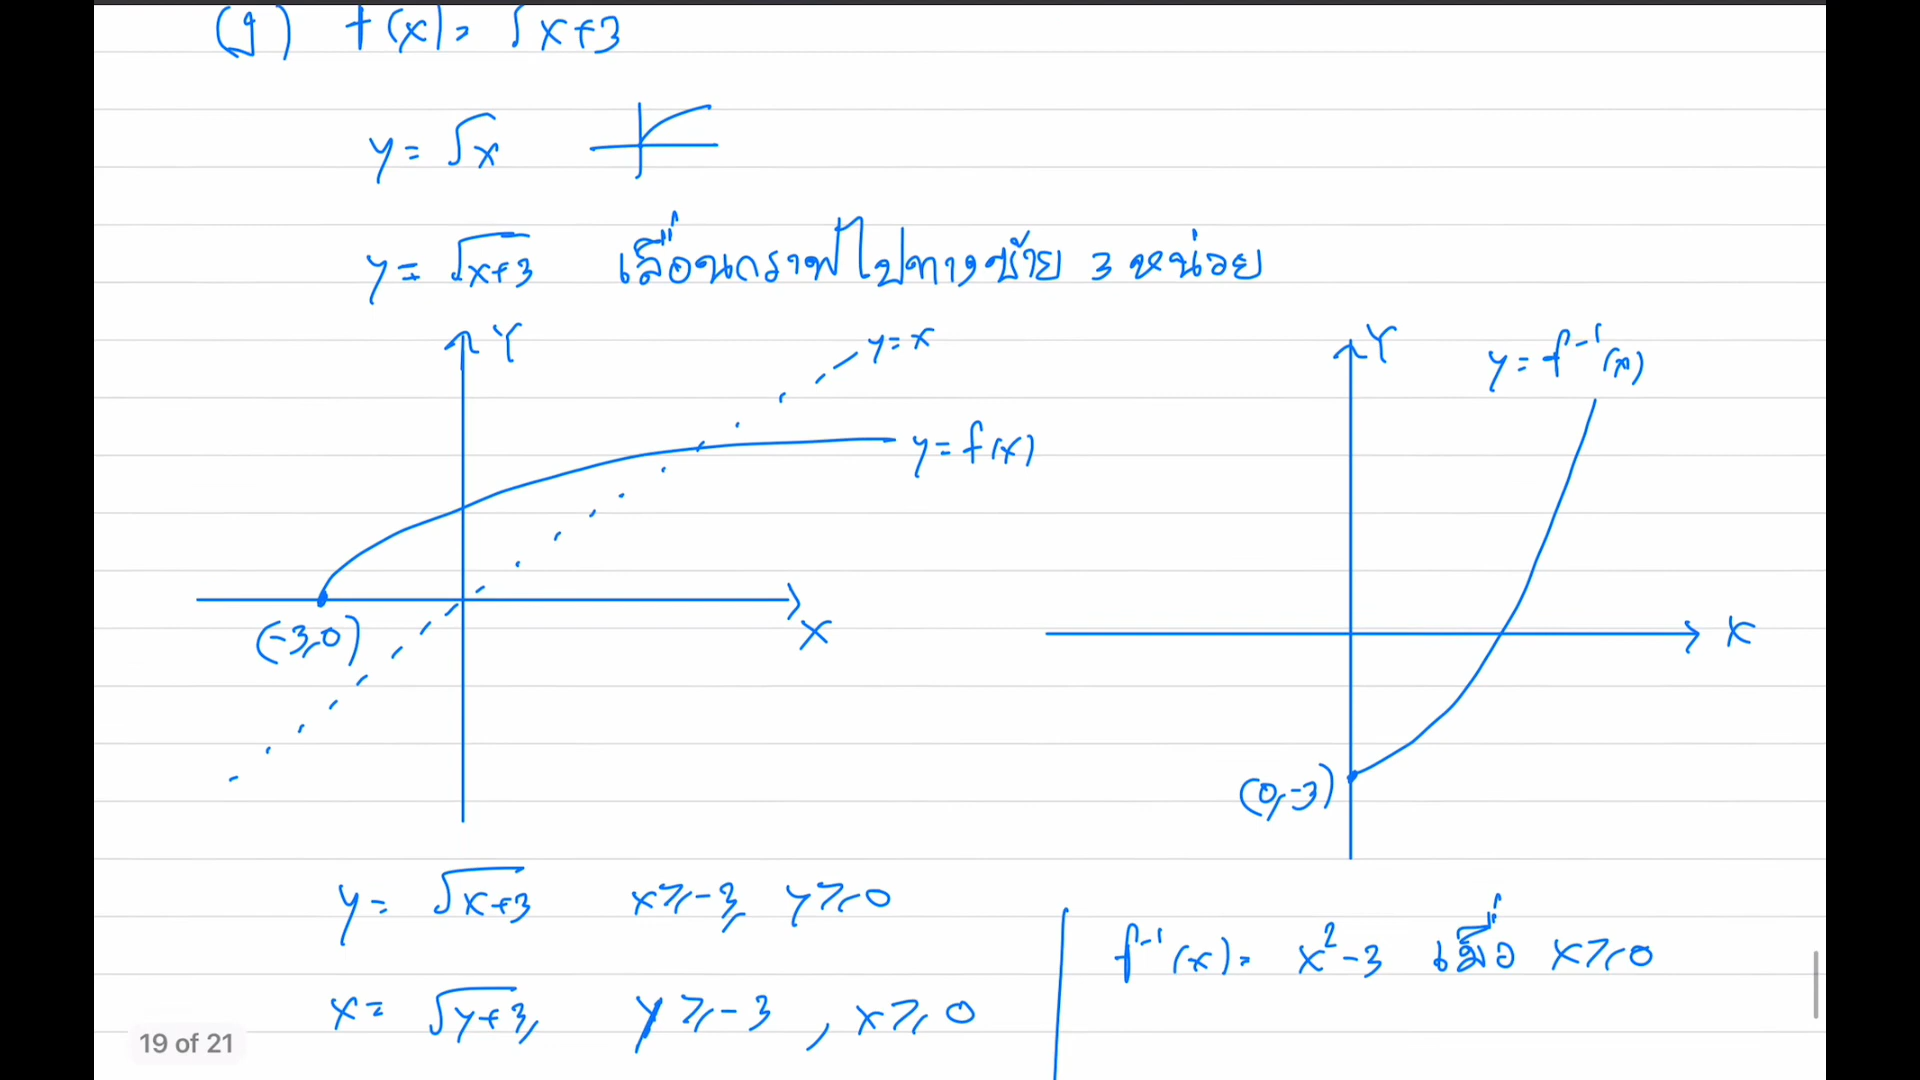 (ๅ) f(x)= √x+3
y = √x
y = √x+3 เลื่อนกราฟไปทางซ้าย 3 หน่วย
Y
y=x
y=f(x)
X
(-3,0)
Y
y=f⁻¹(x)
X
(0,-3)
y= √x+3 x≥-3, y≥0
x= √y+3, y≥-3 , x≥0
f⁻¹(x)= x²-3 เมื่อ x≥0
19 of 21